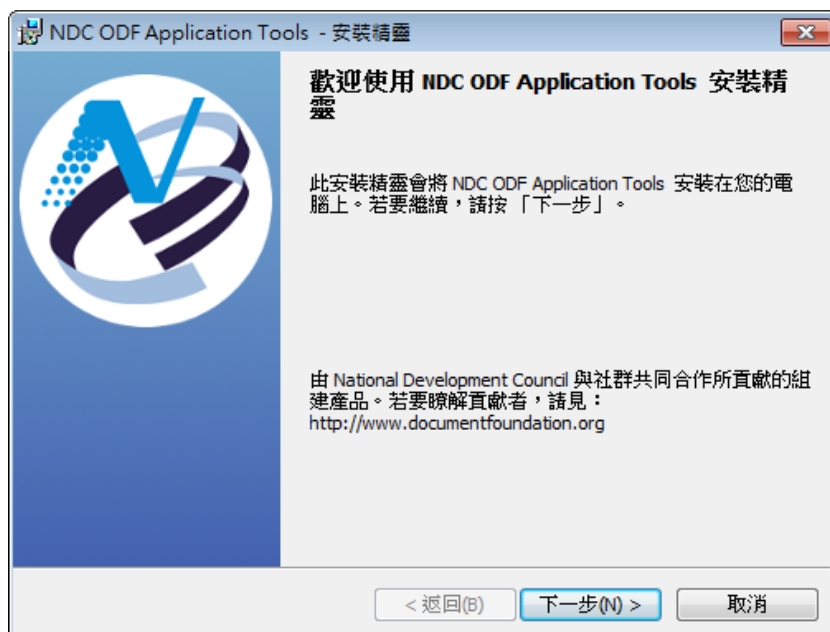 NDC ODF Application Tools - 安裝精靈
歡迎使用 NDC ODF Application Tools 安裝精
靈
此安裝精靈會將 NDC ODF Application Tools 安裝在您的電
腦上。若要繼續，請按「下一步」。
由 National Development Council 與社群共同合作所貢獻的組
建產品。若要瞭解貢獻者，請見：
http://www.documentfoundation.org
< 返回(B)
下一步(N) >
取消